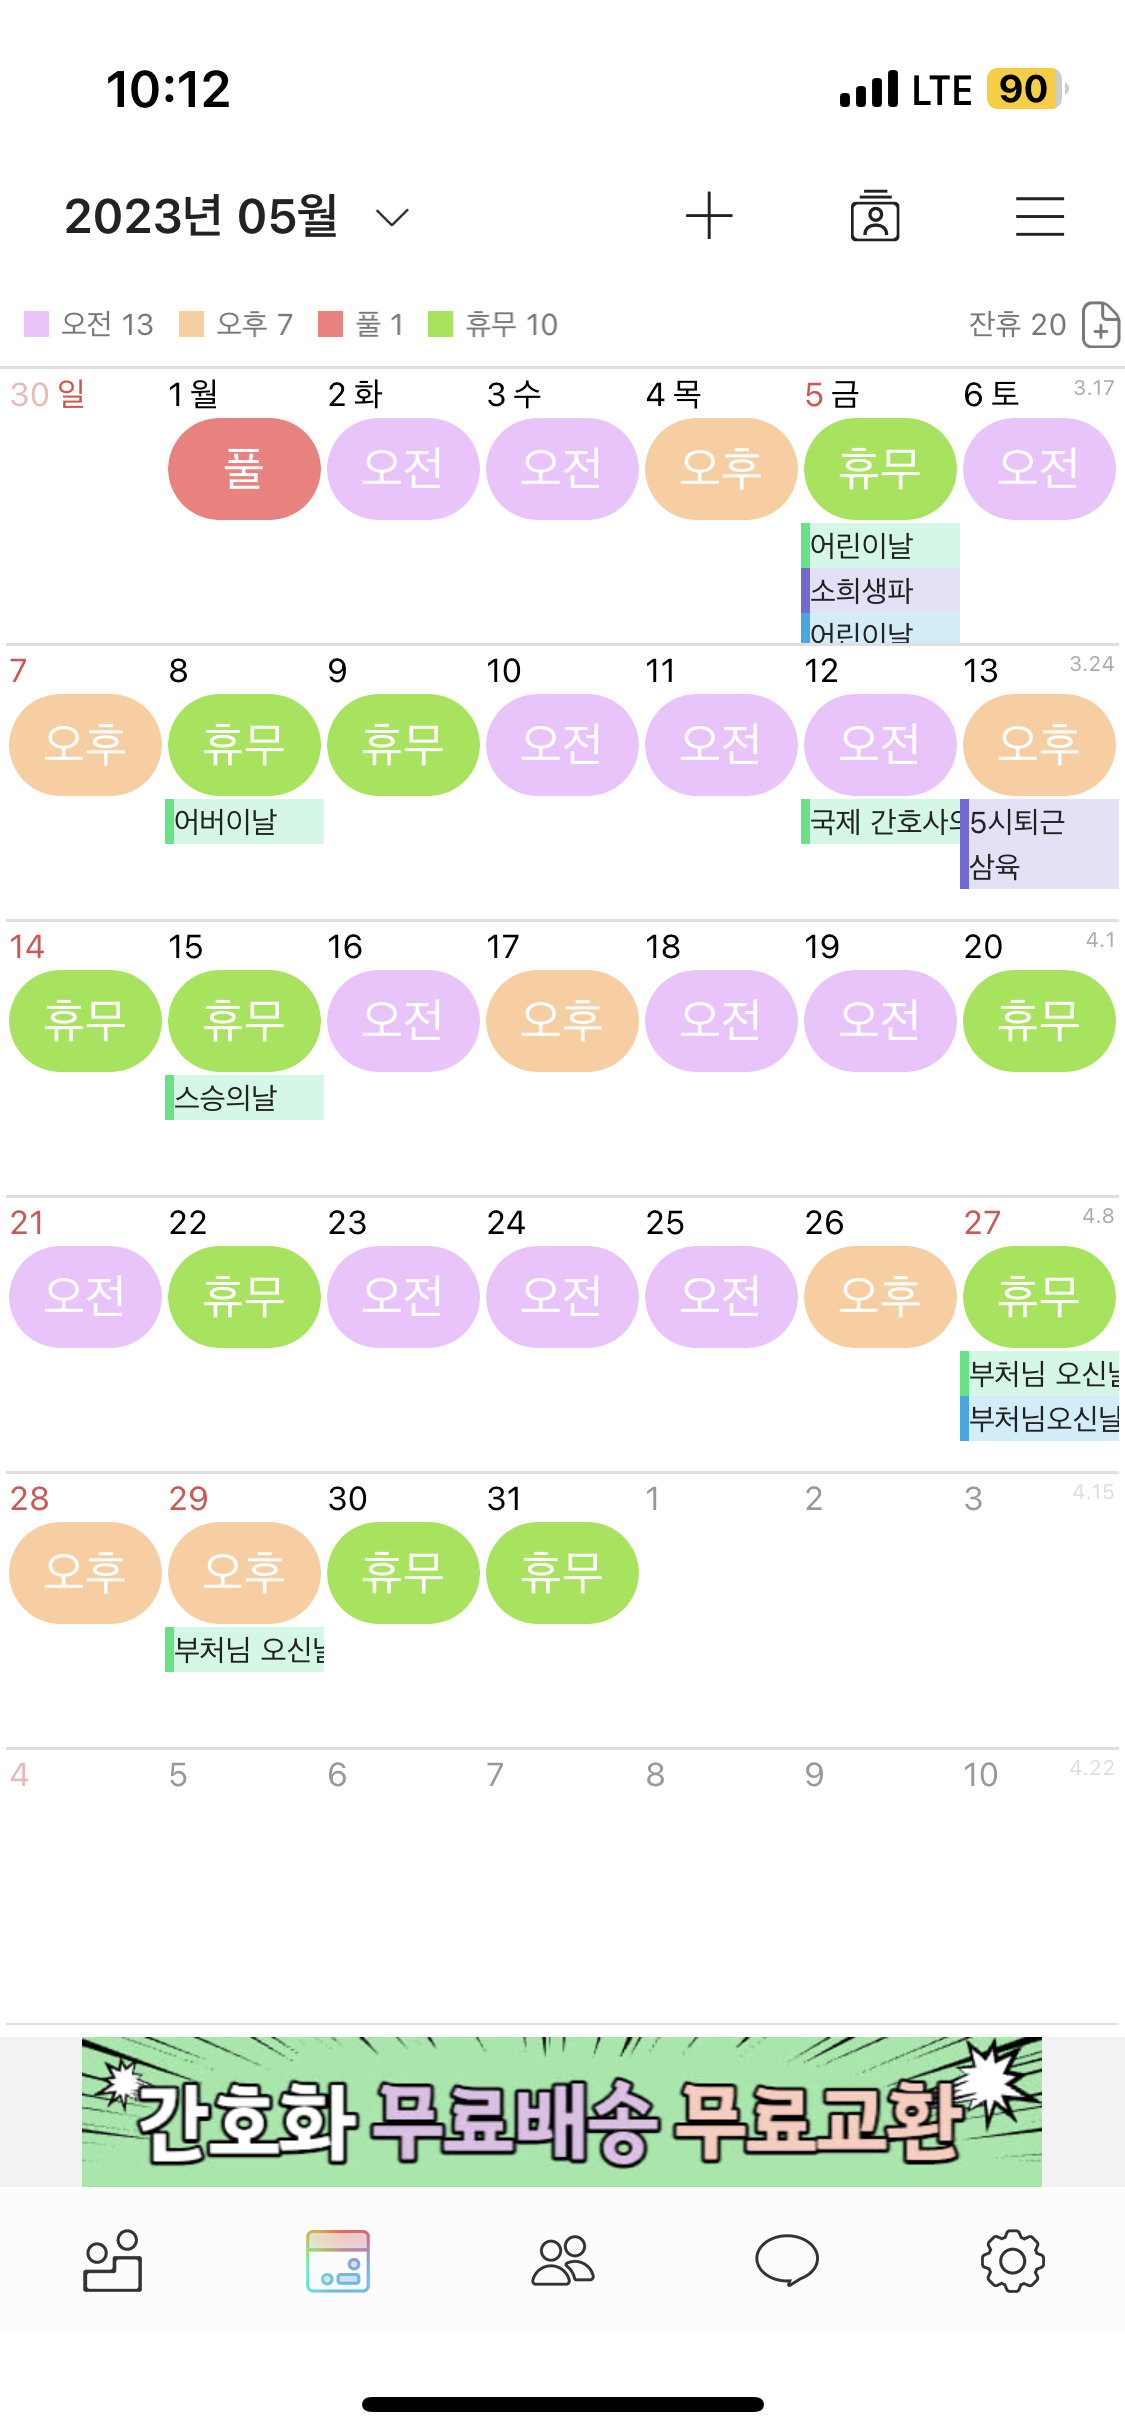 10:12 LTE 90
2023년 05월
오전 13 오후 7 풀 1 휴무 10 잔휴 20
30 일 1 월 2 화 3 수 4 목 5 금 6 토 3.17
풀 오전 오전 오후 휴무 오전
어린이날
소희생파
어린이날
7 8 9 10 11 12 13 3.24
오후 휴무 휴무 오전 오전 오전 오후
어버이날 국제 간호사의 5시퇴근
삼육
14 15 16 17 18 19 20 4.1
휴무 휴무 오전 오후 오전 오전 휴무
스승의날
21 22 23 24 25 26 27 4.8
오전 휴무 오전 오전 오전 오후 휴무
부처님 오신날
부처님오신날
28 29 30 31 1 2 3 4.15
오후 오후 휴무 휴무
부처님 오신날
4 5 6 7 8 9 10 4.22
간호화 무료배송 무료교환